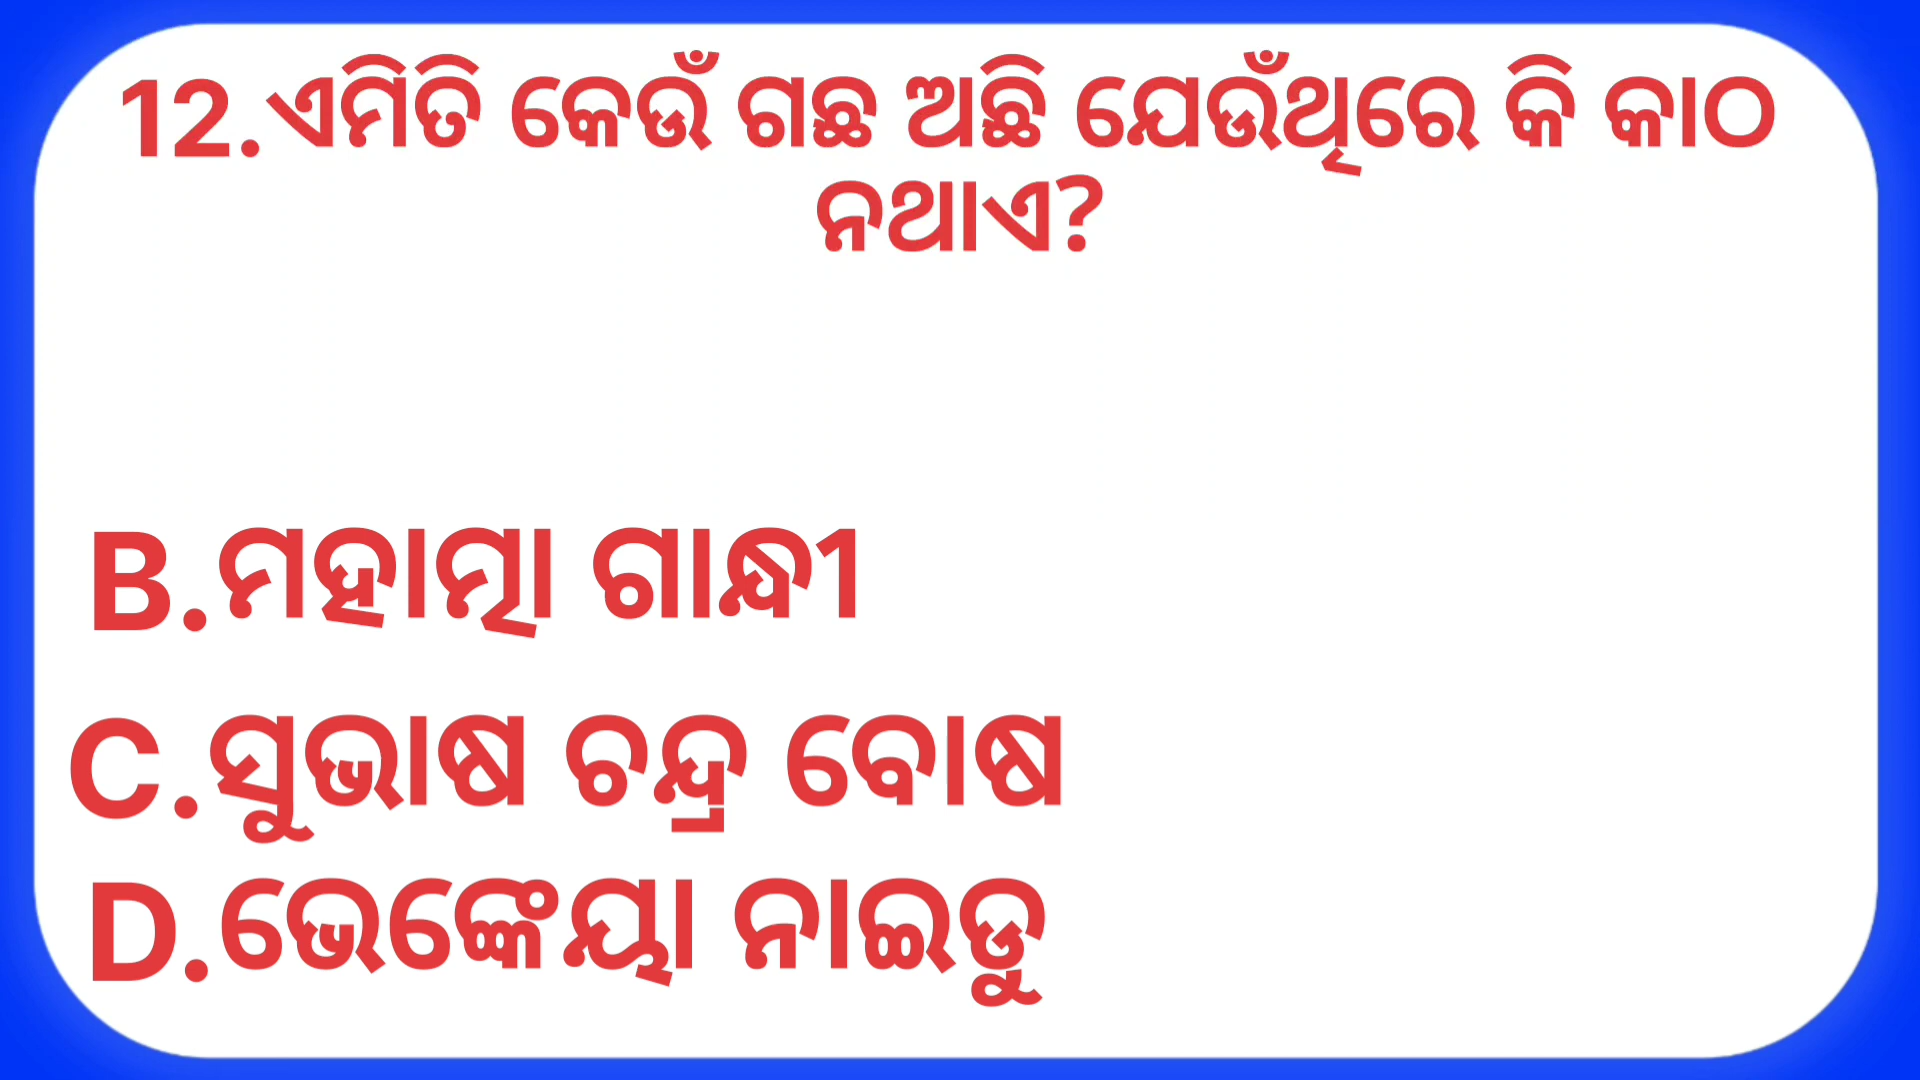 12.ଏମିତି କେଉଁ ଗଛ ଅଛି ଯେଉଁଥିରେ କି କାଠ
ନଥାଏ?
B.ମହାତ୍ମା ଗାନ୍ଧୀ
C.ସୁଭାଷ ଚନ୍ଦ୍ର ବୋଷ
D.ଭେଙ୍କେୟା ନାଇଡୁ